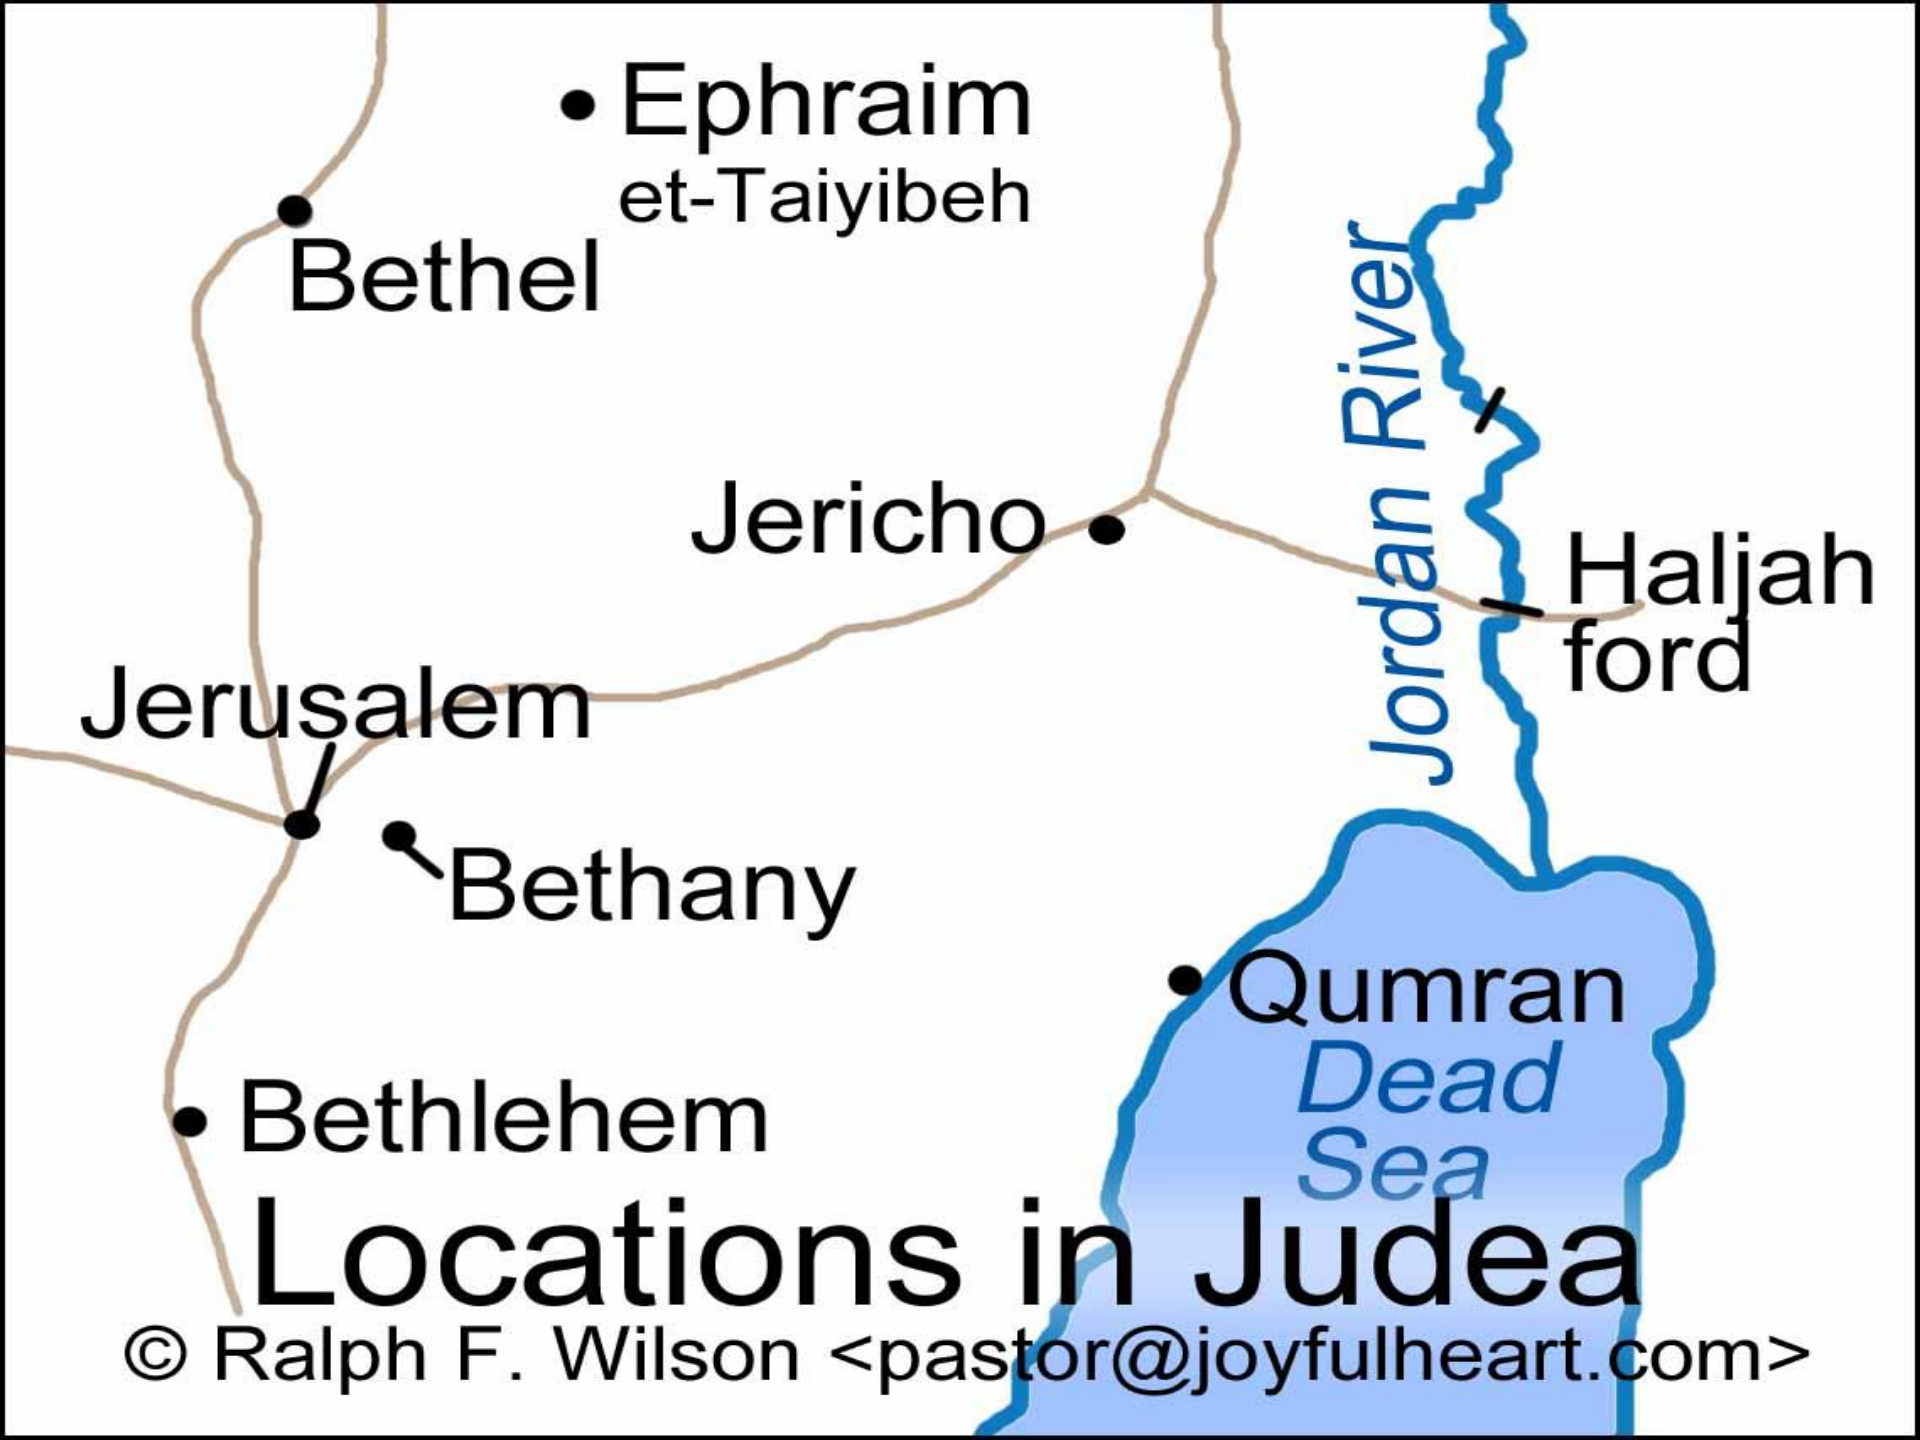 Ephraim
et-Taiyibeh
Bethel
Jordan River
Jericho
Haljah
ford
Jerusalem
Bethany
Qumran
Dead
Sea
Bethlehem
Locations in Judea
© Ralph F. Wilson <pastor@joyfulheart.com>